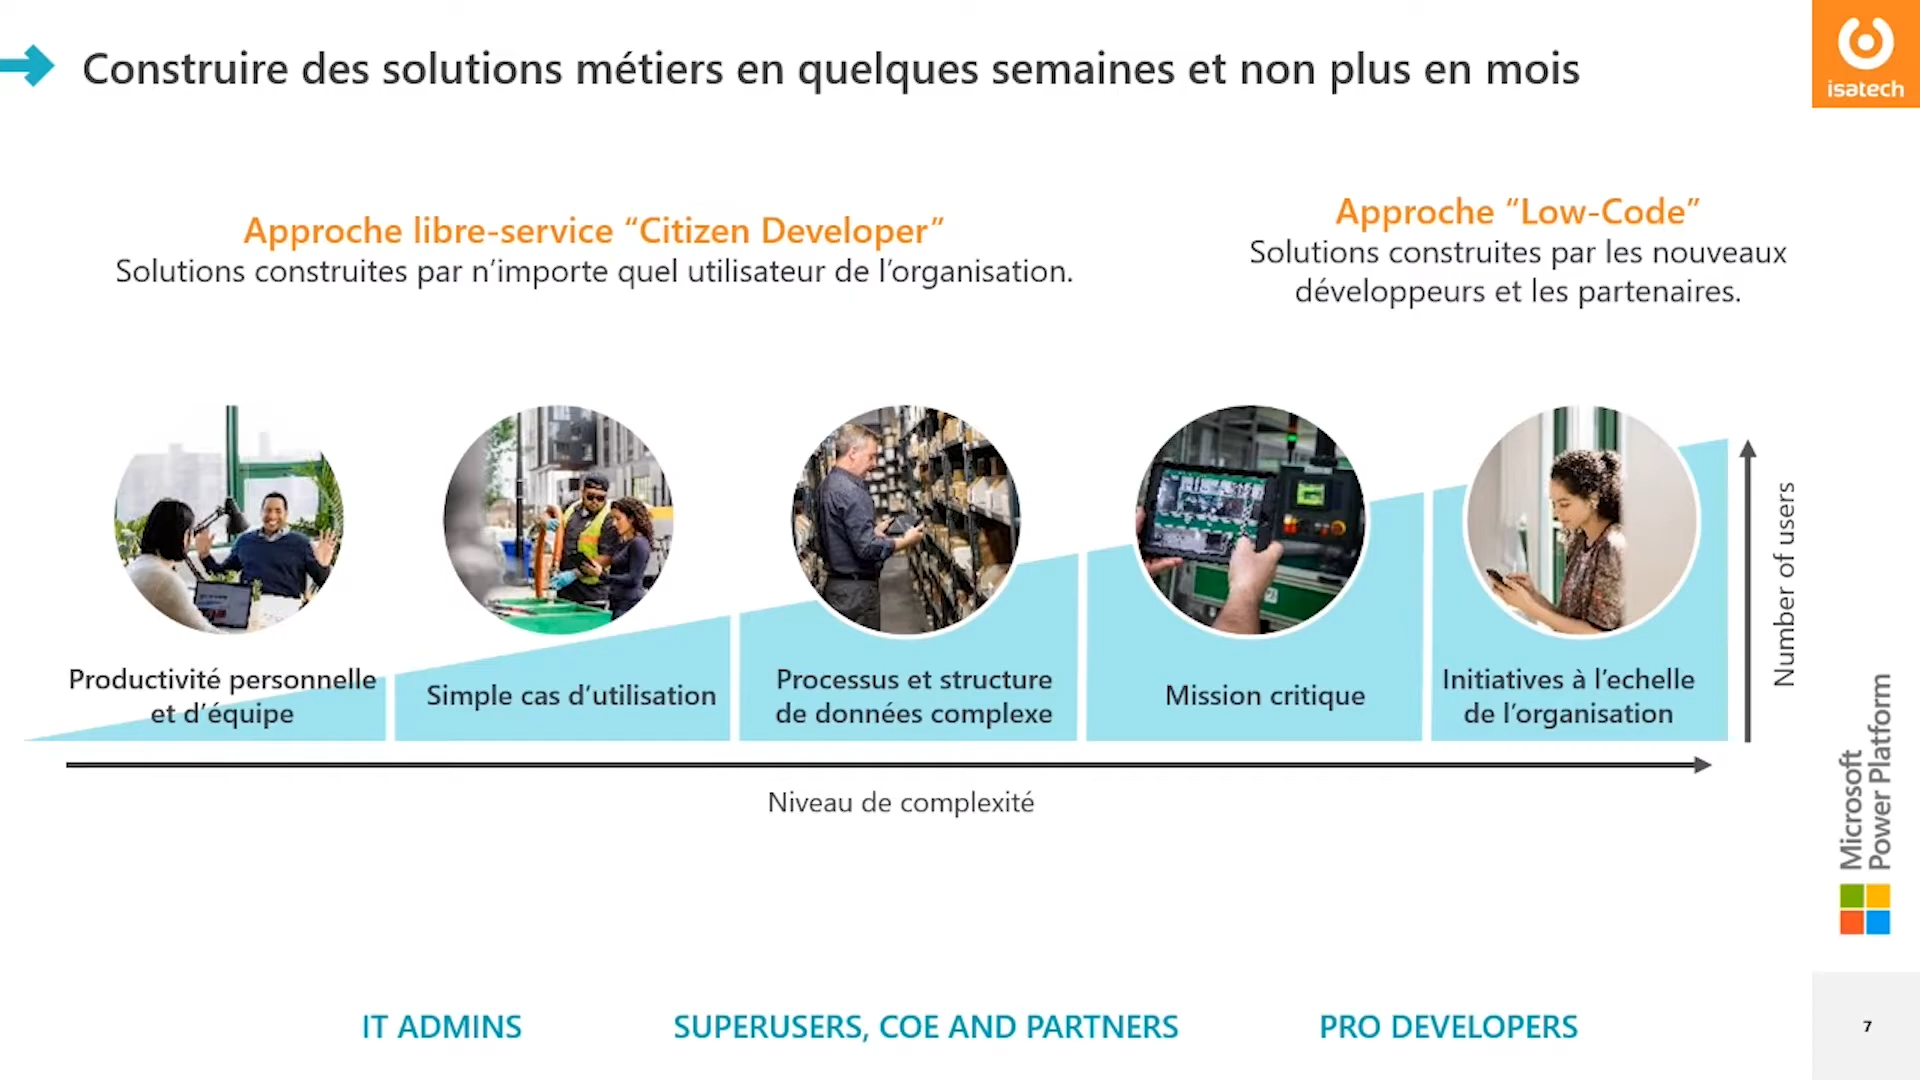 Construire des solutions métiers en quelques semaines et non plus en mois
isatech
Approche libre-service “Citizen Developer”
Solutions construites par n’importe quel utilisateur de l’organisation.
Approche “Low-Code”
Solutions construites par les nouveaux
développeurs et les partenaires.
Productivité personnelle
et d’équipe
Simple cas d’utilisation
Processus et structure
de données complexe
Mission critique
Initiatives à l’echelle
de l’organisation
Number of users
Niveau de complexité
Microsoft
Power Platform
IT ADMINS
SUPERUSERS, COE AND PARTNERS
PRO DEVELOPERS
7